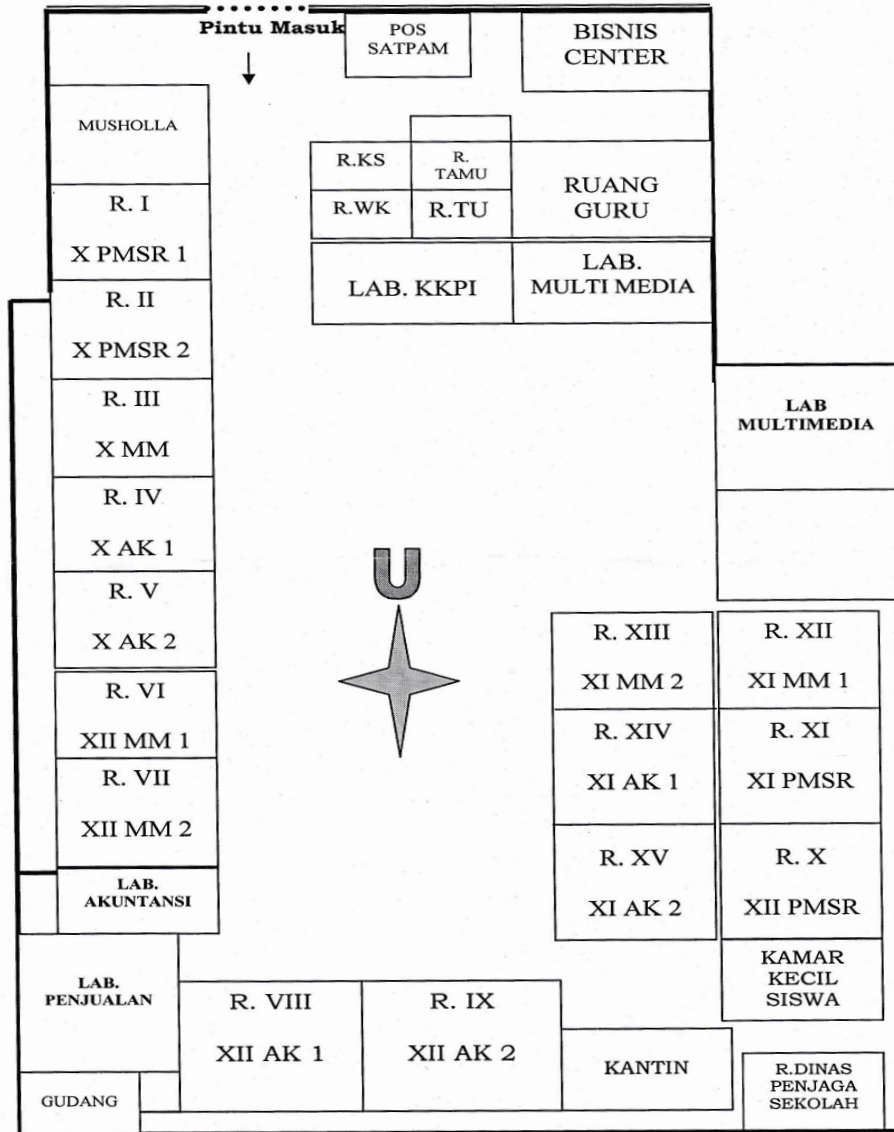 Pintu Masuk
POS
SATPAM
BISNIS
CENTER
MUSHOLLA
R.KS
R.
TAMU
RUANG
GURU
R.WK
R.TU
LAB. KKPI
LAB.
MULTI MEDIA
R. I
X PMSR 1
R. II
X PMSR 2
R. III
X MM
R. IV
X AK 1
R. V
X AK 2
R. VI
XII MM 1
R. VII
XII MM 2
LAB.
AKUNTANSI
LAB.
PENJUALAN
GUDANG
U
LAB
MULTIMEDIA
R. XIII
XI MM 2
R. XII
XI MM 1
R. XIV
XI AK 1
R. XI
XI PMSR
R. XV
XI AK 2
R. X
XII PMSR
KAMAR
KECIL
SISWA
R. VIII
XII AK 1
R. IX
XII AK 2
KANTIN
R.DINAS
PENJAGA
SEKOLAH